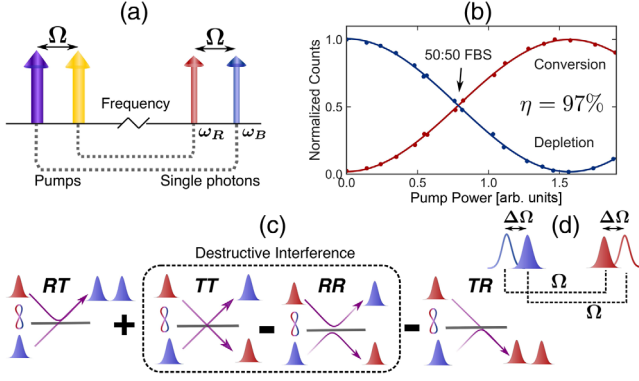 (a)
Ω
Ω
Frequency
ω_R
ω_B
Pumps
Single photons
(b)
Normalized Counts
1.0
0.5
0.0
0.0
0.5
1.0
1.5
Pump Power [arb. units]
50:50 FBS
Conversion
η = 97%
Depletion
(c)
Destructive Interference
RT
TT
RR
TR
+
-
-
(d)
ΔΩ
ΔΩ
Ω
Ω